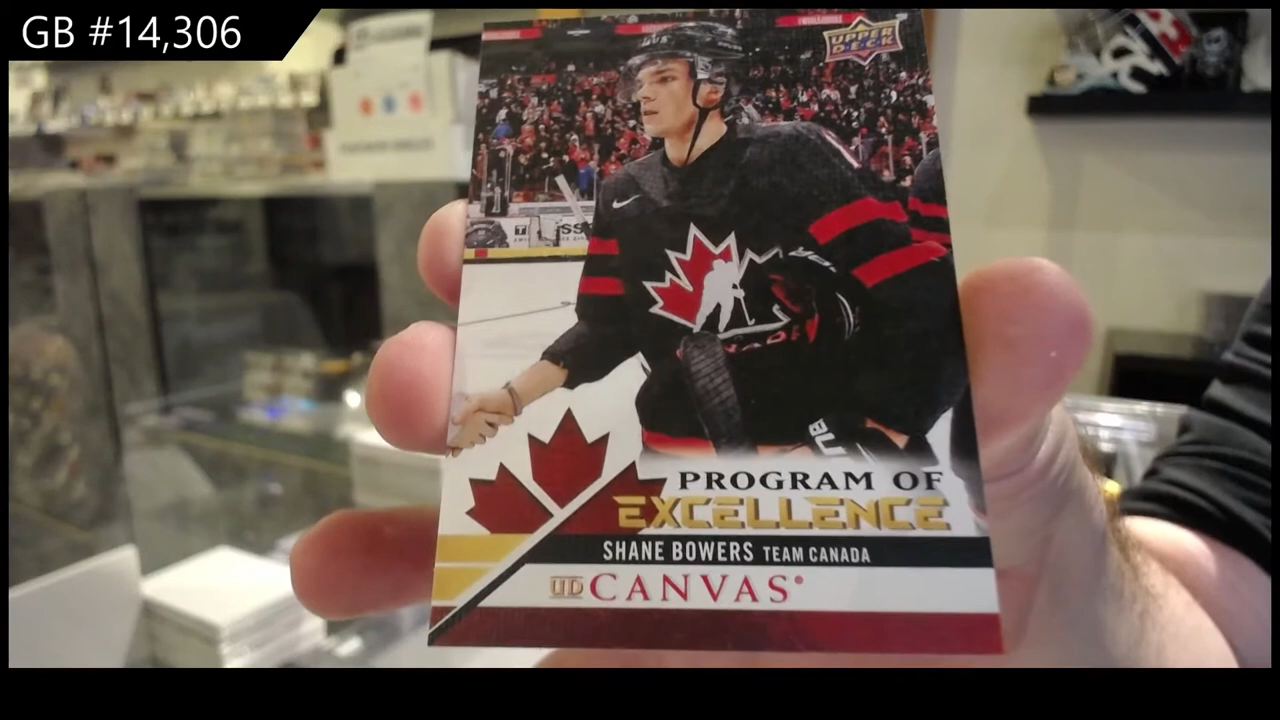 GB #14,306
UPPER
DECK
PROGRAM OF
EXCELLENCE
SHANE BOWERS TEAM CANADA
UD CANVAS